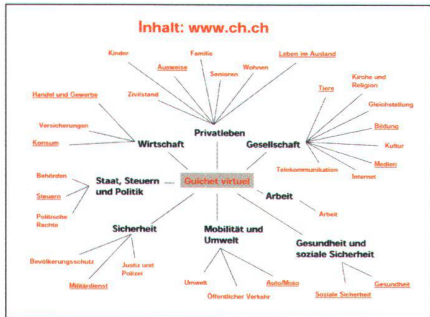 Inhalt: www.ch.ch
Kinder
Familie
Ausweise
Senioren
Wohnen
Leben im Ausland
Zivilstand
Handel und Gewerbe
Versicherungen
Konsum
Wirtschaft
Privatleben
Gesellschaft
Tiere
Kirche und
Religion
Gleichstellung
Bildung
Kultur
Medien
Internet
Telekommunikation
Behörden
Steuern
Politische
Rechte
Staat, Steuern
und Politik
Guichet virtuel
Arbeit
Arbeit
Sicherheit
Bevölkerungsschutz
Militärdienst
Justiz und
Polizei
Mobilität und
Umwelt
Umwelt
Öffentlicher Verkehr
Auto/Moto
Gesundheit und
soziale Sicherheit
Soziale Sicherheit
Gesundheit